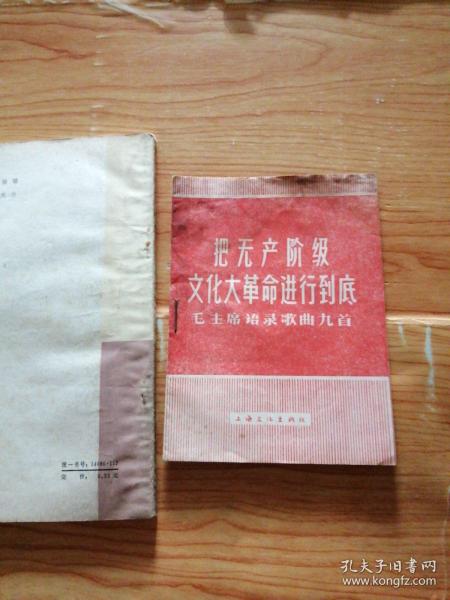 把无产阶级
文化大革命进行到底
毛主席语录歌曲九首
上海文化出版社
定 价：
孔夫子旧书网
www.kongfz.com